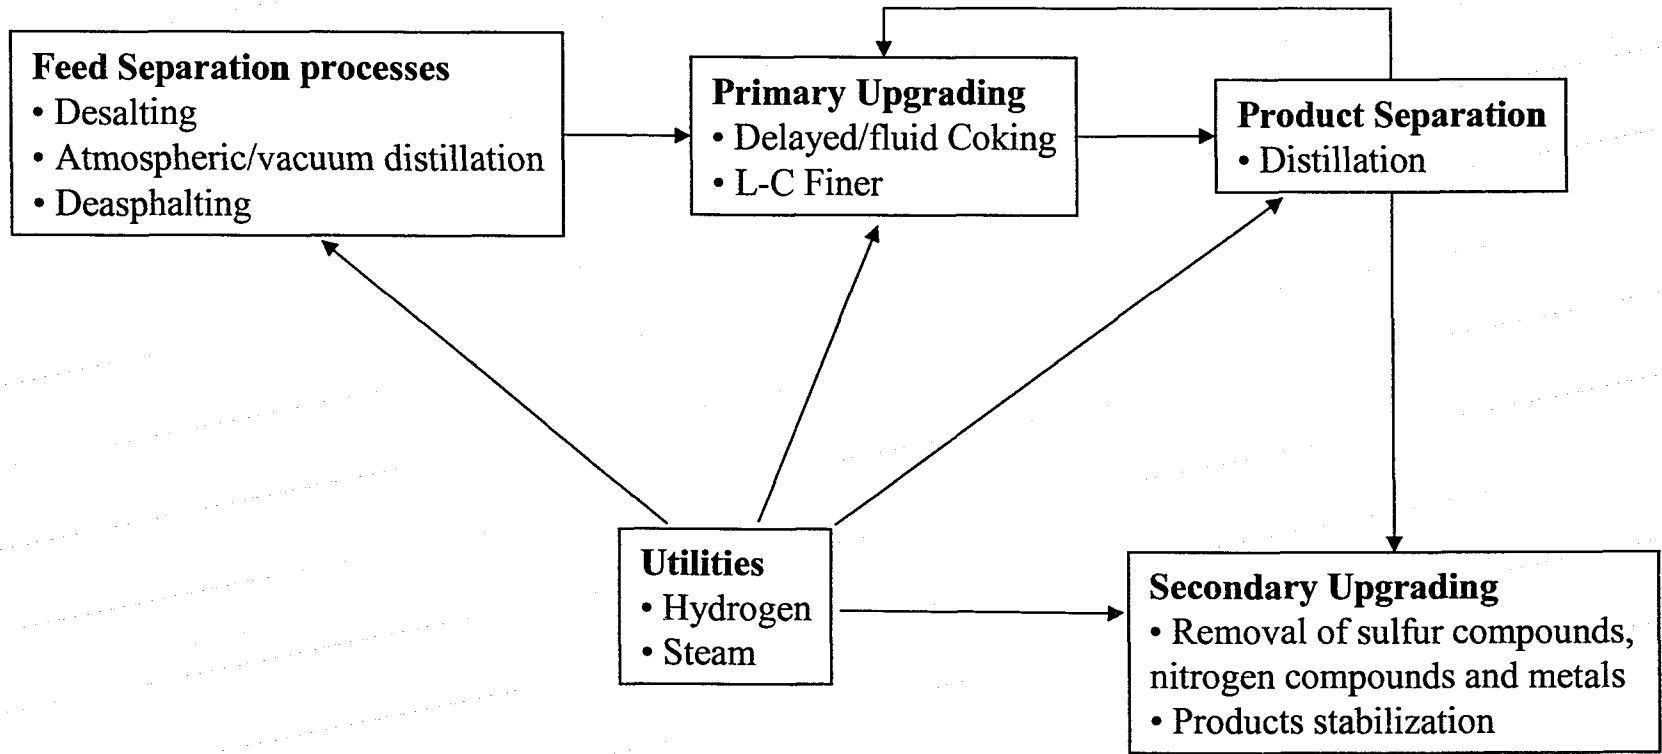 Feed Separation processes
• Desalting
• Atmospheric/vacuum distillation
• Deasphalting
Primary Upgrading
• Delayed/fluid Coking
• L-C Finer
Product Separation
• Distillation
Utilities
• Hydrogen
• Steam
Secondary Upgrading
• Removal of sulfur compounds,
nitrogen compounds and metals
• Products stabilization